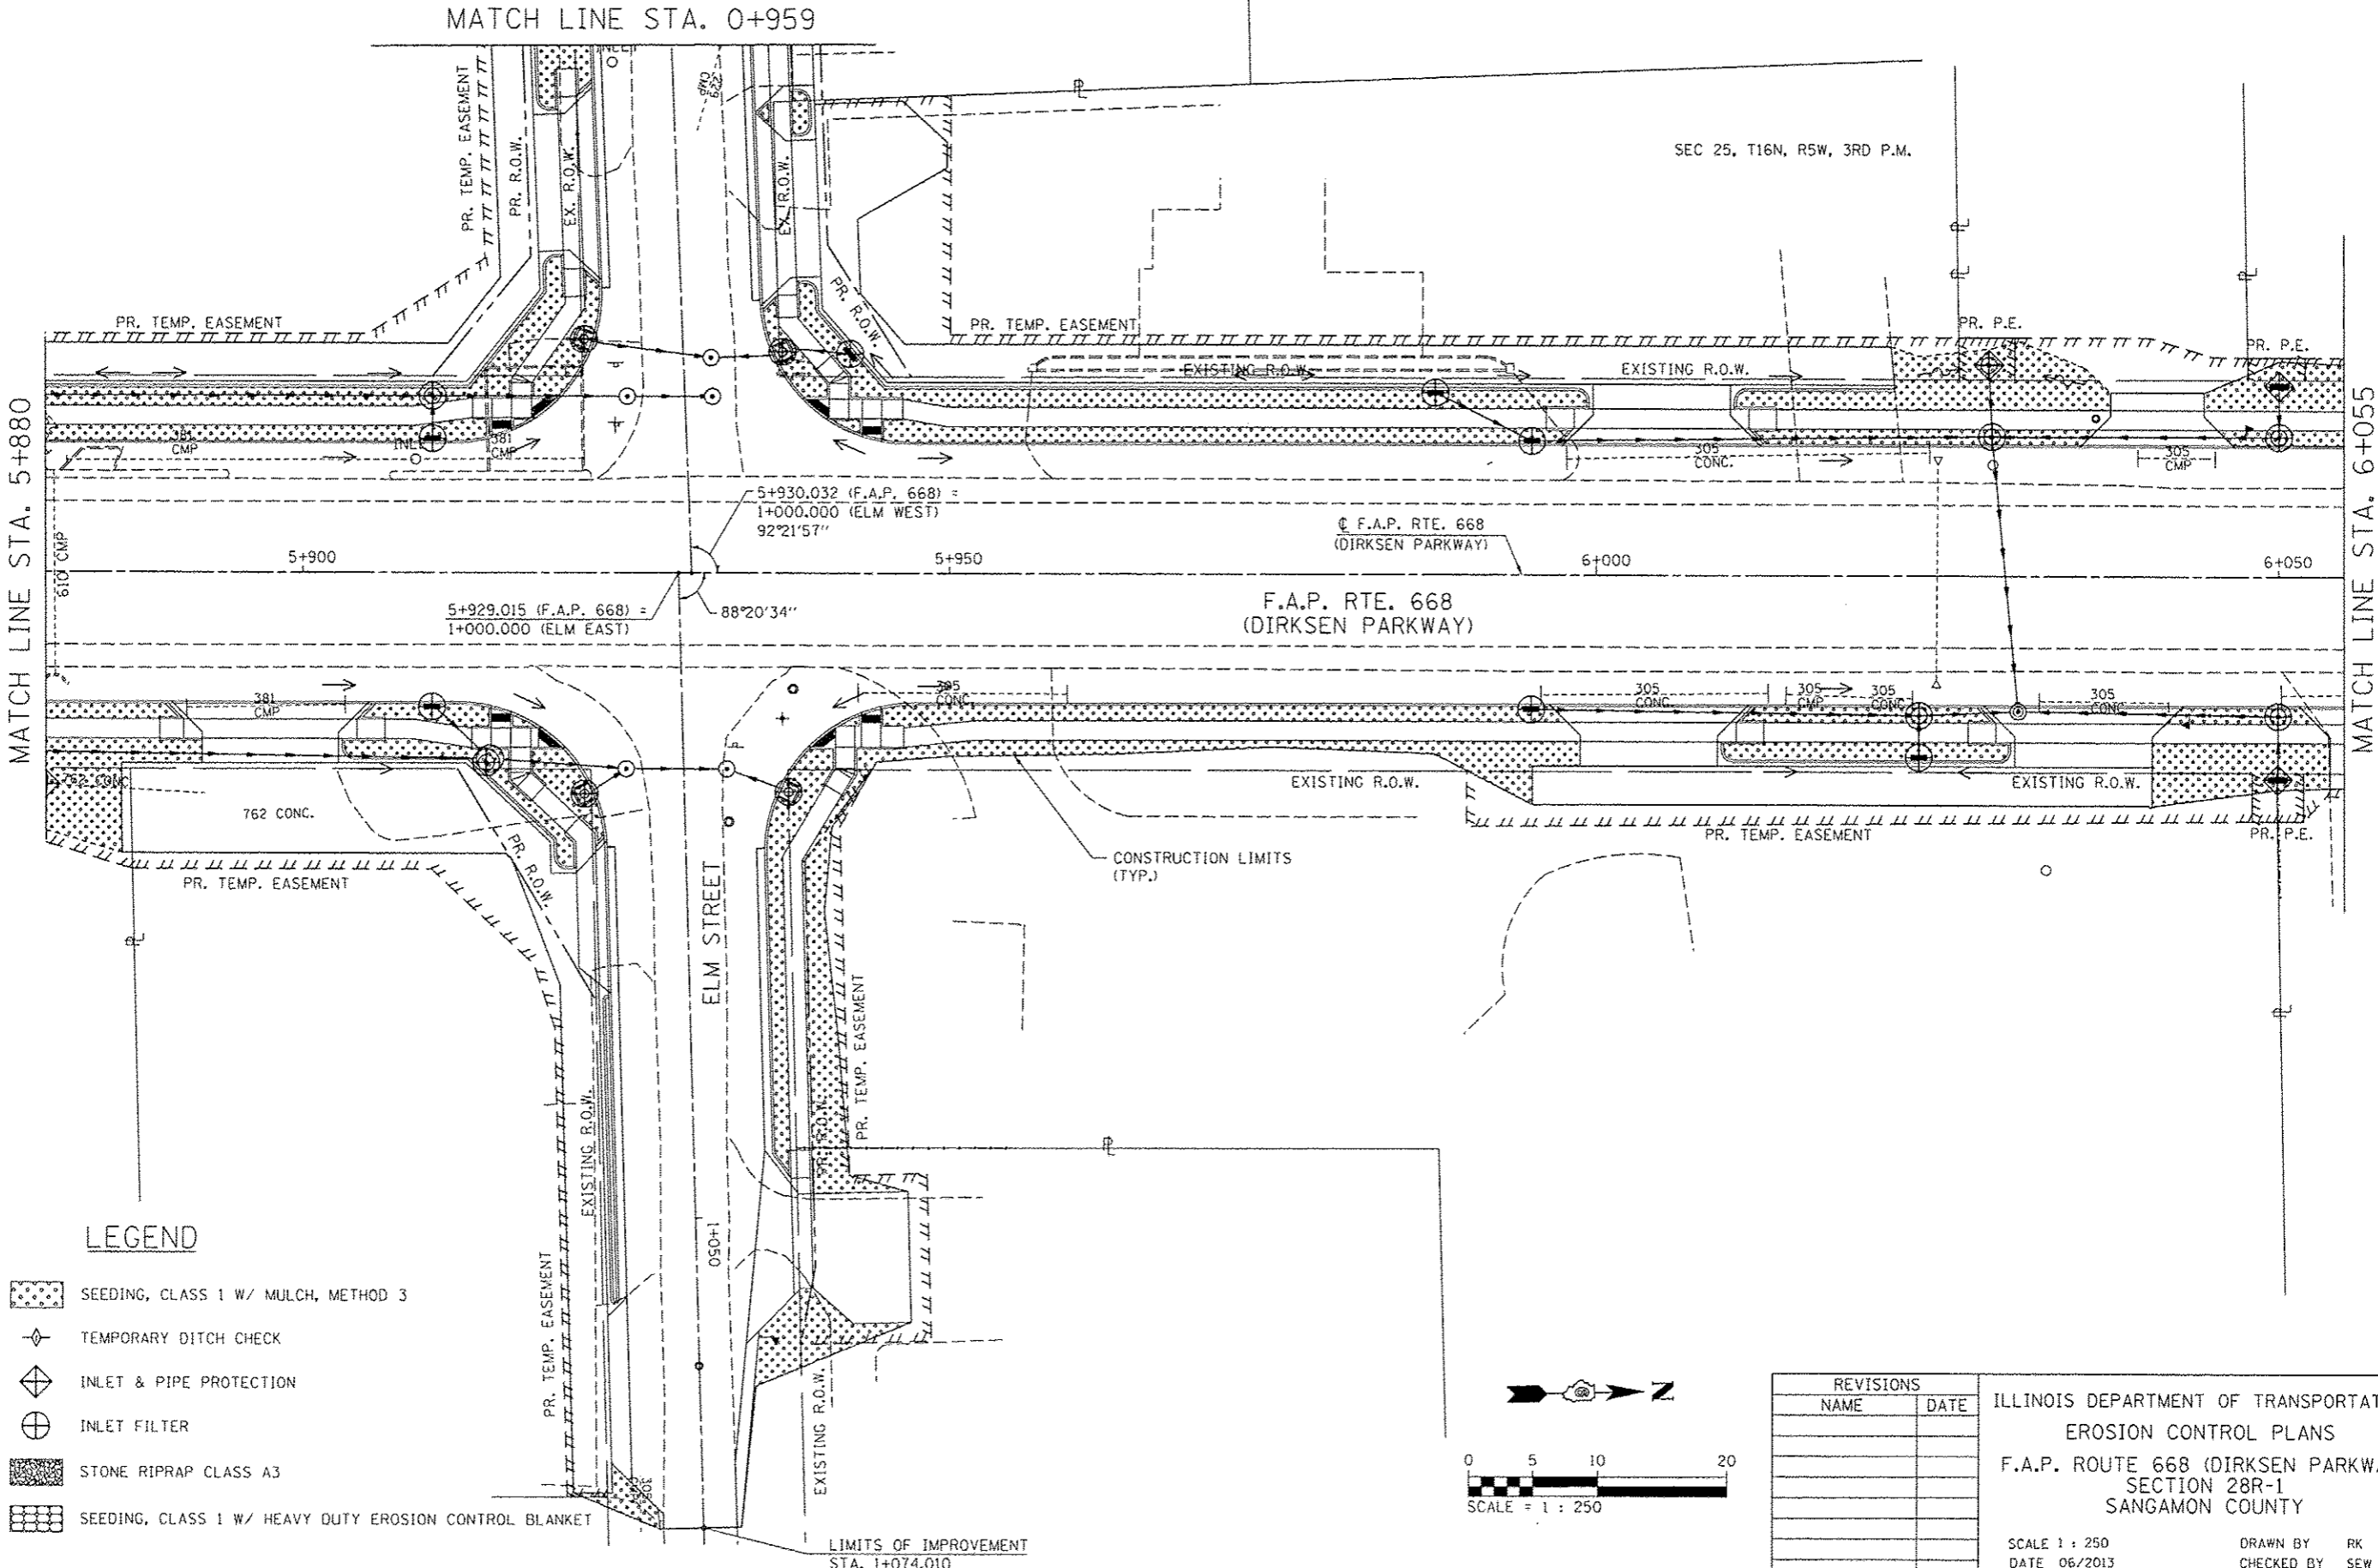 MATCH LINE STA. 0+959
PR. TEMP. EASEMENT
PR. R.O.W.
EX. R.O.W.
229
CMP
EX. R.O.W.
PR. R.O.W.
SEC 25, T16N, R5W, 3RD P.M.
PR. TEMP. EASEMENT
PR. TEMP. EASEMENT
PR. P.E.
PR. P.E.
EXISTING R.O.W.
EXISTING R.O.W.
MATCH LINE STA. 5+880
MATCH LINE STA. 6+055
381
CMP
INL
381
CMP
305
CONC.
305
CMP
610 CMP
5+930.032 (F.A.P. 668) =
1+000.000 (ELM WEST)
92°21'57"
℄ F.A.P. RTE. 668
(DIRKSEN PARKWAY)
5+900
5+950
6+000
6+050
5+929.015 (F.A.P. 668) =
1+000.000 (ELM EAST)
88°20'34"
F.A.P. RTE. 668
(DIRKSEN PARKWAY)
381
CMP
305
CONC.
305
CONC.
305
CMP
305
CONC.
305
CONC.
762 CONC.
762 CONC.
EXISTING R.O.W.
EXISTING R.O.W.
PR. TEMP. EASEMENT
PR. P.E.
PR. TEMP. EASEMENT
PR. R.O.W.
CONSTRUCTION LIMITS
(TYP.)
ELM STREET
PR. TEMP. EASEMENT
EXISTING R.O.W.
PR. R.O.W.
1+050
PR. TEMP. EASEMENT
EXISTING R.O.W.
LIMITS OF IMPROVEMENT
STA. 1+074.010
LEGEND
SEEDING, CLASS 1 W/ MULCH, METHOD 3
TEMPORARY DITCH CHECK
INLET & PIPE PROTECTION
INLET FILTER
STONE RIPRAP CLASS A3
SEEDING, CLASS 1 W/ HEAVY DUTY EROSION CONTROL BLANKET
N
0 5 10 20
SCALE = 1 : 250
REVISIONS
NAME DATE
ILLINOIS DEPARTMENT OF TRANSPORTAT
EROSION CONTROL PLANS
F.A.P. ROUTE 668 (DIRKSEN PARKW
SECTION 28R-1
SANGAMON COUNTY
SCALE 1 : 250 DRAWN BY RK
DATE 06/2013 CHECKED BY SEW